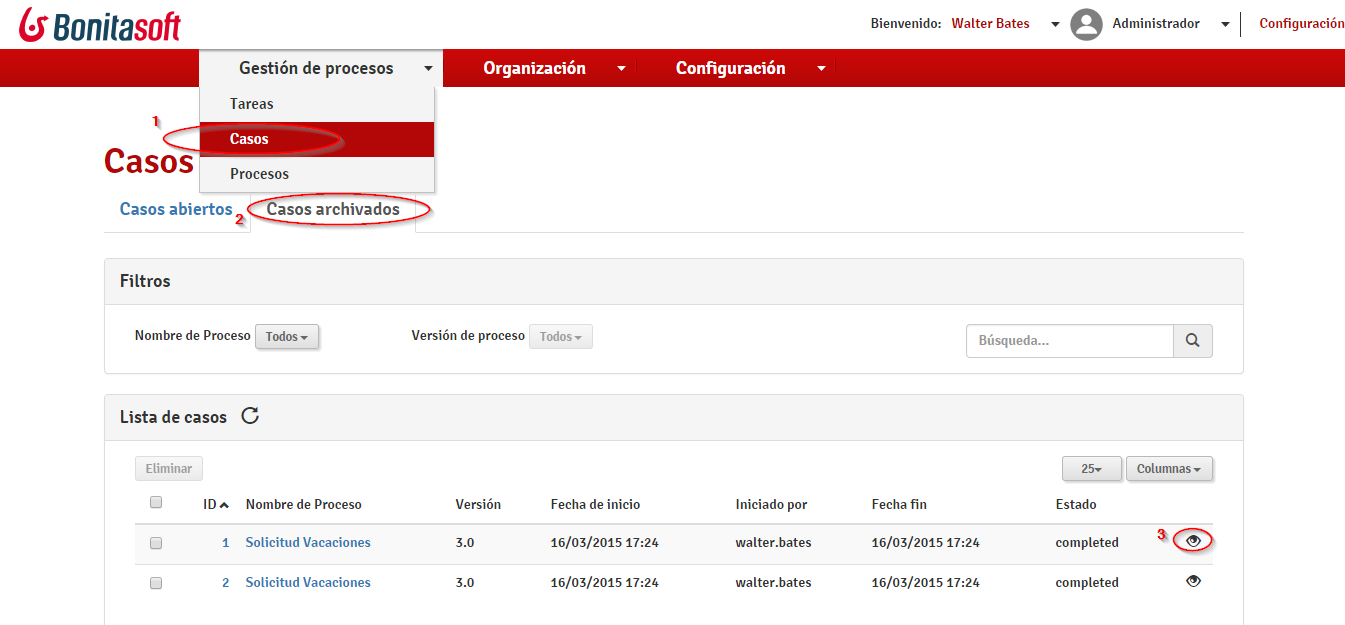 Bonitasoft
Bienvenido: Walter Bates Administrador Configuración
Gestión de procesos Organización Configuración
Tareas
1
Casos
Casos
Procesos
Casos abiertos 2 Casos archivados
Filtros
Nombre de Proceso Todos Versión de proceso Todos Búsqueda...
Lista de casos
Eliminar 25 Columnas
ID Nombre de Proceso Versión Fecha de inicio Iniciado por Fecha fin Estado
1 Solicitud Vacaciones 3.0 16/03/2015 17:24 walter.bates 16/03/2015 17:24 completed 3
2 Solicitud Vacaciones 3.0 16/03/2015 17:24 walter.bates 16/03/2015 17:24 completed